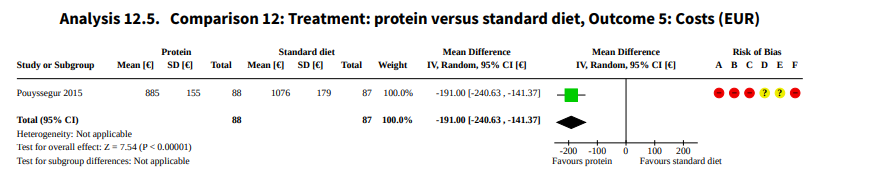 Analysis 12.5. Comparison 12: Treatment: protein versus standard diet, Outcome 5: Costs (EUR)
Protein Standard diet Mean Difference Mean Difference Risk of Bias
Study or Subgroup Mean [€] SD [€] Total Mean [€] SD [€] Total Weight IV, Random, 95% CI [€] IV, Random, 95% CI [€] A B C D E F
Pouyssegur 2015 885 155 88 1076 179 87 100.0% -191.00 [-240.63 , -141.37] ? ?
Total (95% CI) 88 87 100.0% -191.00 [-240.63 , -141.37]
Heterogeneity: Not applicable
Test for overall effect: Z = 7.54 (P < 0.00001) -200 -100 0 100 200
Test for subgroup differences: Not applicable Favours protein Favours standard diet